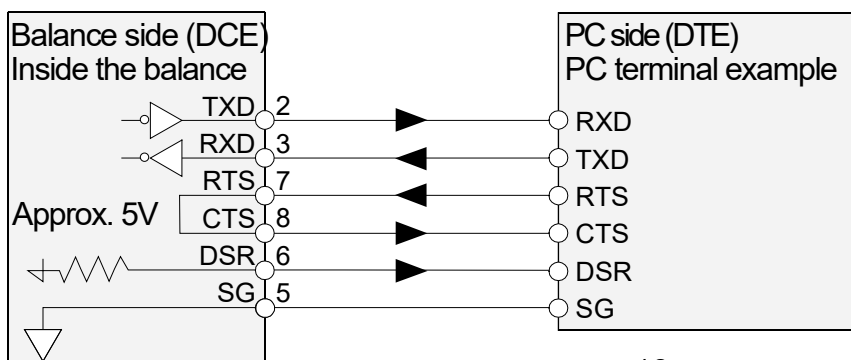 Balance side (DCE)
Inside the balance
TXD 2
RXD 3
RTS 7
Approx. 5V
CTS 8
DSR 6
SG 5
PC side (DTE)
PC terminal example
RXD
TXD
RTS
CTS
DSR
SG